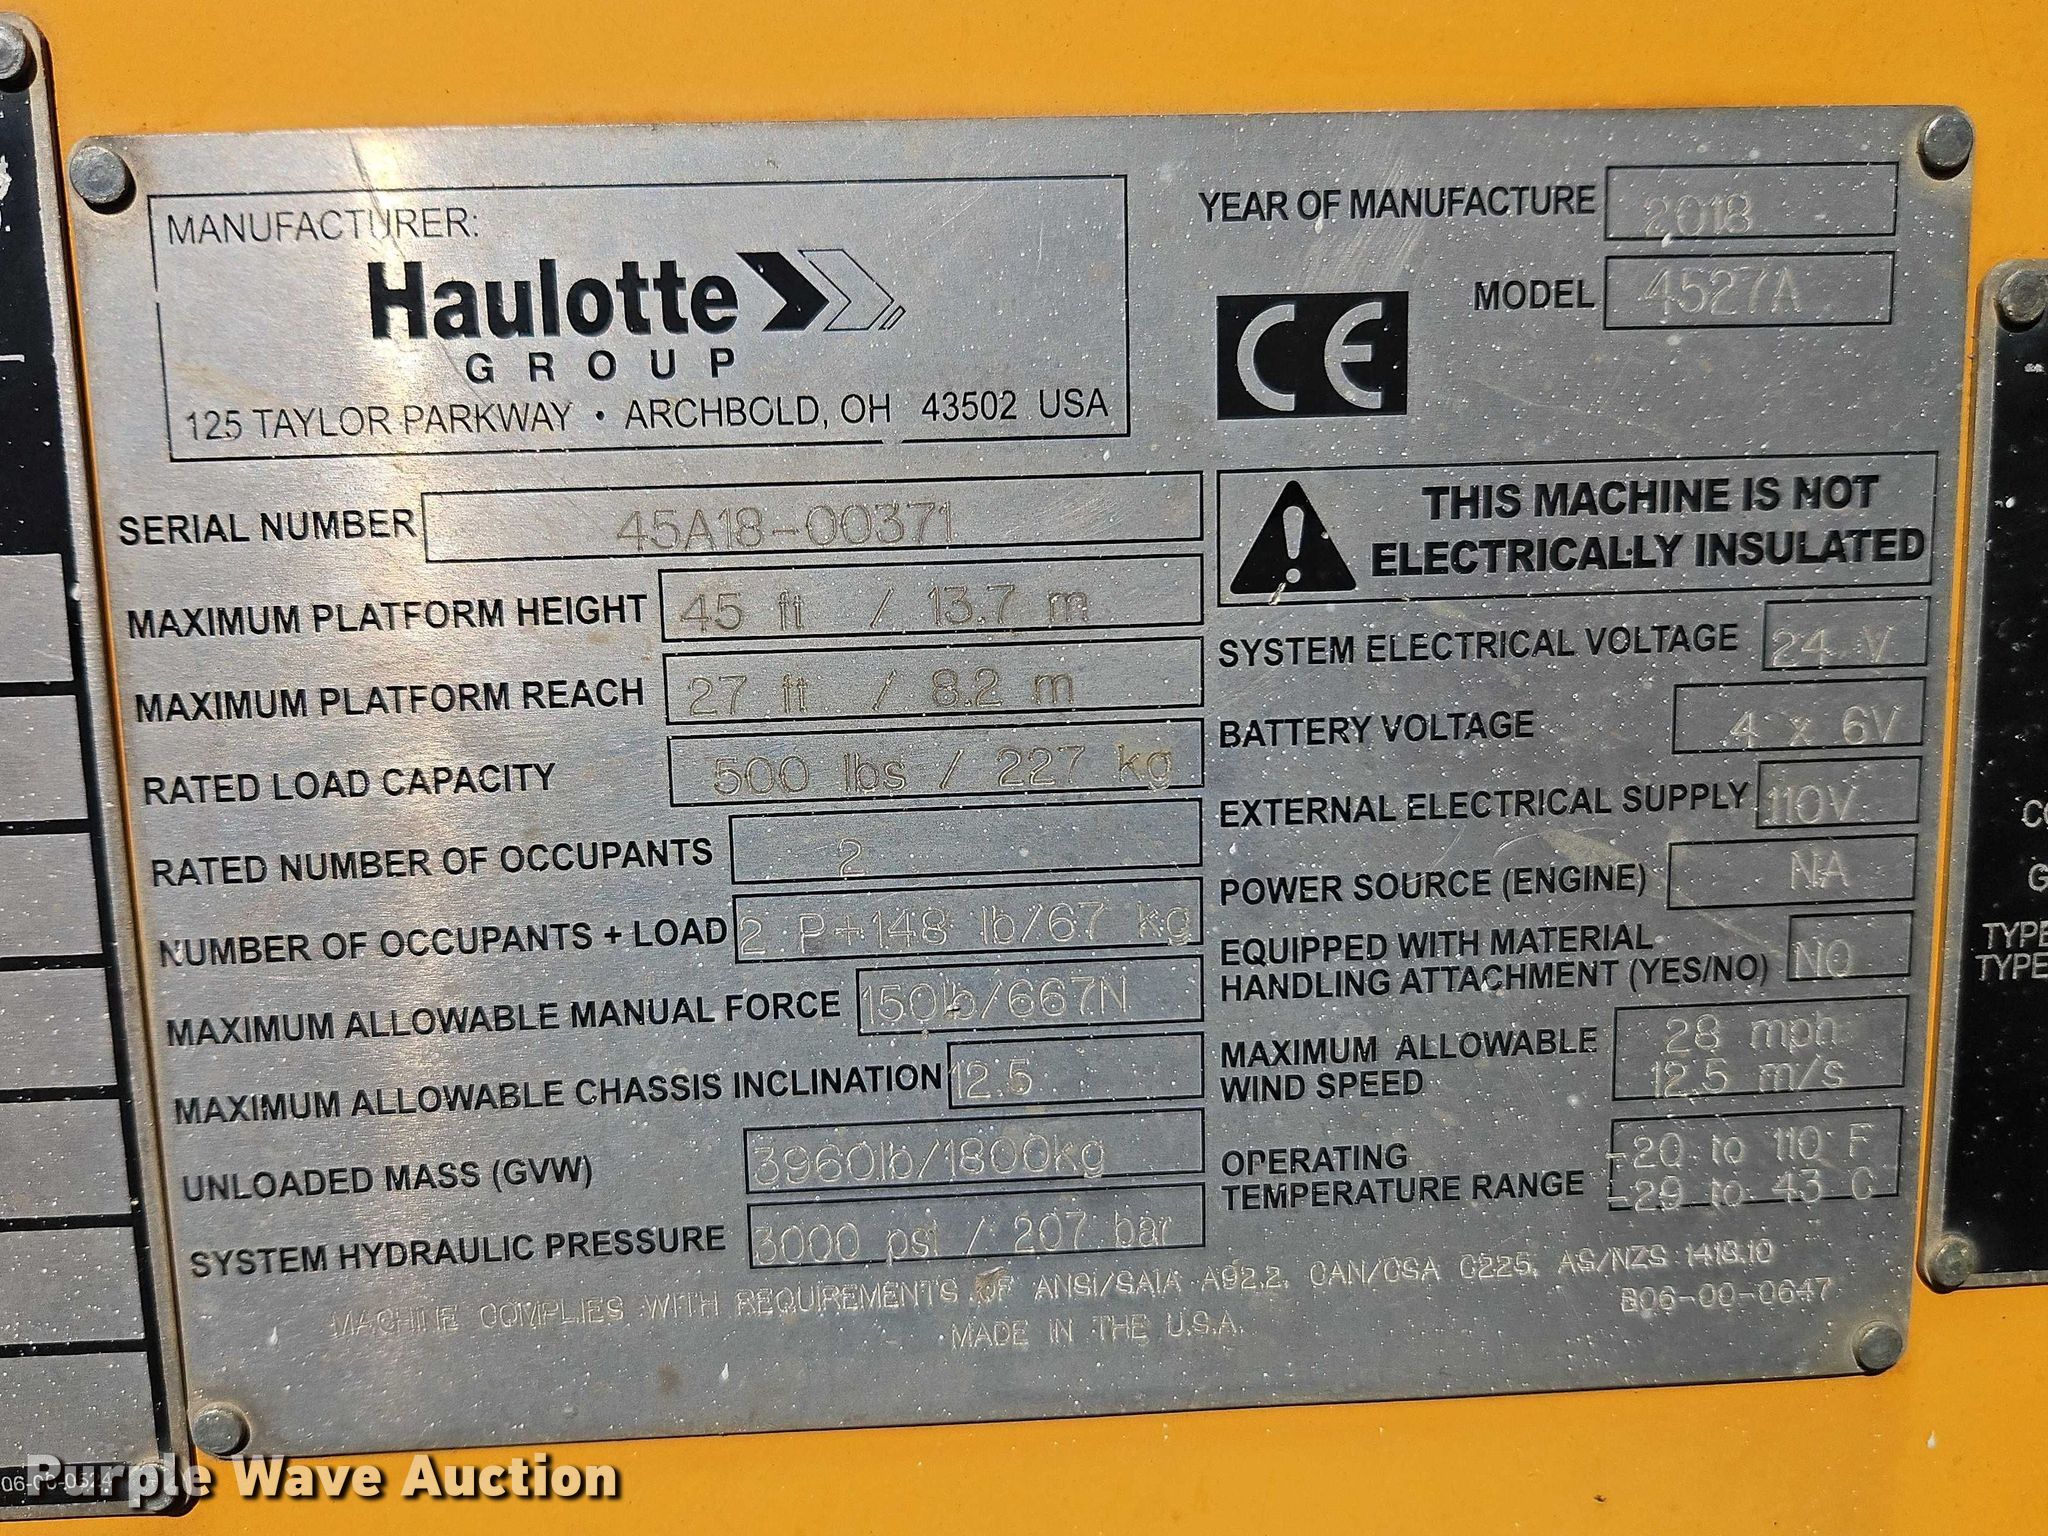 MANUFACTURER:
Haulotte
GROUP
125 TAYLOR PARKWAY • ARCHBOLD, OH 43502 USA
YEAR OF MANUFACTURE 2018
MODEL 4527A
CE
SERIAL NUMBER 45A18-00371
MAXIMUM PLATFORM HEIGHT 45 ft / 13.7 m
MAXIMUM PLATFORM REACH 27 ft / 8.2 m
RATED LOAD CAPACITY 500 lbs / 227 kg
RATED NUMBER OF OCCUPANTS 2
NUMBER OF OCCUPANTS + LOAD 2 P+148 lb/67 kg
MAXIMUM ALLOWABLE MANUAL FORCE 150lb/667N
MAXIMUM ALLOWABLE CHASSIS INCLINATION 12.5
UNLOADED MASS (GVW) 3960lb/1800kg
SYSTEM HYDRAULIC PRESSURE 3000 psi / 207 bar
THIS MACHINE IS NOT
ELECTRICALLY INSULATED
SYSTEM ELECTRICAL VOLTAGE 24 V
BATTERY VOLTAGE 4 x 6V
EXTERNAL ELECTRICAL SUPPLY 110V
POWER SOURCE (ENGINE) NA
EQUIPPED WITH MATERIAL
HANDLING ATTACHMENT (YES/NO) NO
MAXIMUM ALLOWABLE 28 mph
WIND SPEED 12.5 m/s
OPERATING -20 to 110 F
TEMPERATURE RANGE -29 to 43 C
MACHINE COMPLIES WITH REQUIREMENTS OF ANSI/SAIA A92.2, CAN/CSA C225, AS/NZS 1418.10
B06-00-0647
MADE IN THE U.S.A.
TYPE
TYPE
Purple Wave Auction